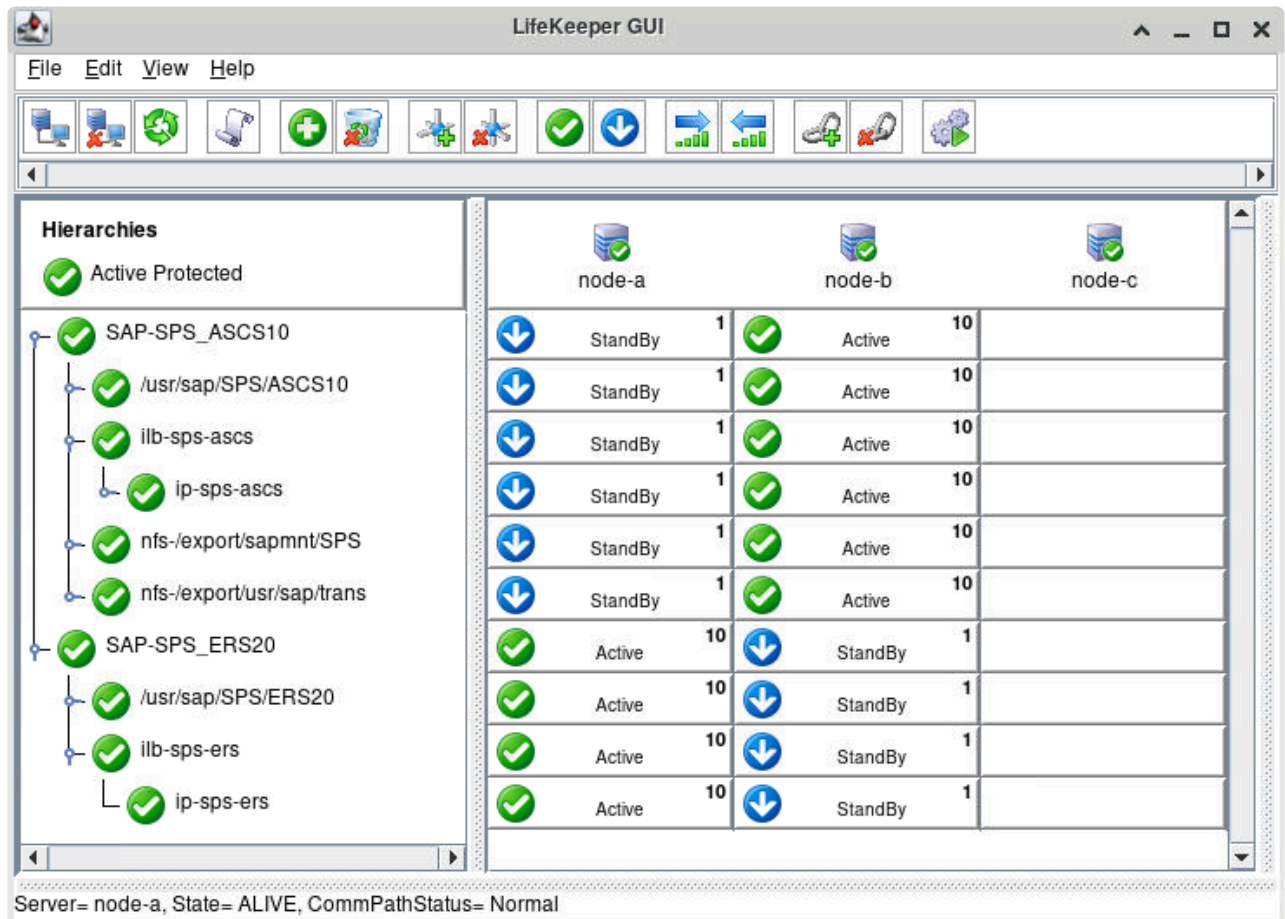 LifeKeeper GUI
File Edit View Help
Hierarchies
Active Protected
node-a node-b node-c
SAP-SPS_ASCS10 StandBy 1 Active 10
/usr/sap/SPS/ASCS10 StandBy 1 Active 10
ilb-sps-ascs StandBy 1 Active 10
ip-sps-ascs StandBy 1 Active 10
nfs-/export/sapmnt/SPS StandBy 1 Active 10
nfs-/export/usr/sap/trans StandBy 1 Active 10
SAP-SPS_ERS20 Active 10 StandBy 1
/usr/sap/SPS/ERS20 Active 10 StandBy 1
ilb-sps-ers Active 10 StandBy 1
ip-sps-ers Active 10 StandBy 1
Server= node-a, State= ALIVE, CommPathStatus= Normal